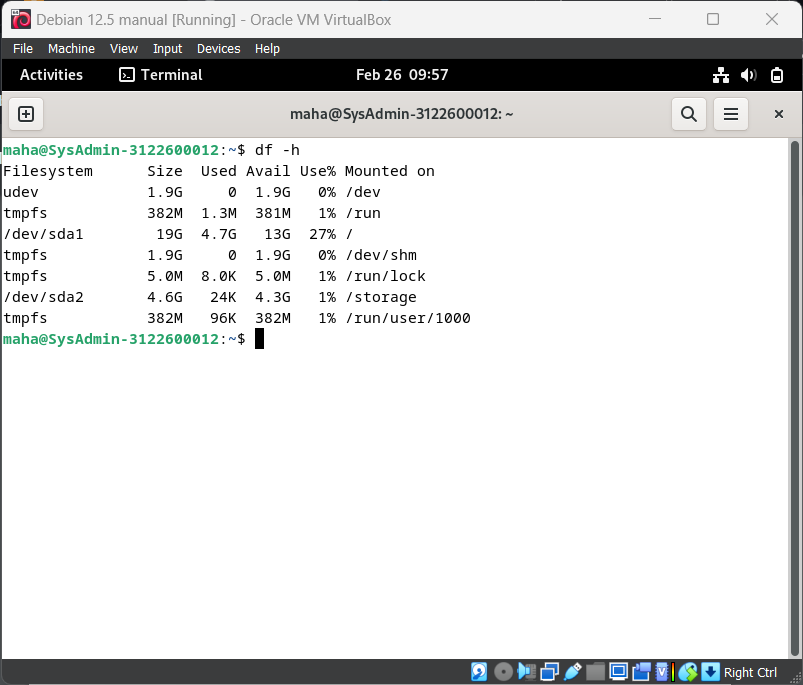 Debian 12.5 manual [Running] - Oracle VM VirtualBox
File Machine View Input Devices Help
Activities Terminal Feb 26 09:57
maha@SysAdmin-3122600012: ~
maha@SysAdmin-3122600012:~$ df -h
Filesystem      Size  Used Avail Use% Mounted on
udev            1.9G     0  1.9G   0% /dev
tmpfs           382M  1.3M  381M   1% /run
/dev/sda1        19G  4.7G   13G  27% /
tmpfs           1.9G     0  1.9G   0% /dev/shm
tmpfs           5.0M  8.0K  5.0M   1% /run/lock
/dev/sda2       4.6G   24K  4.3G   1% /storage
tmpfs           382M   96K  382M   1% /run/user/1000
maha@SysAdmin-3122600012:~$
Right Ctrl